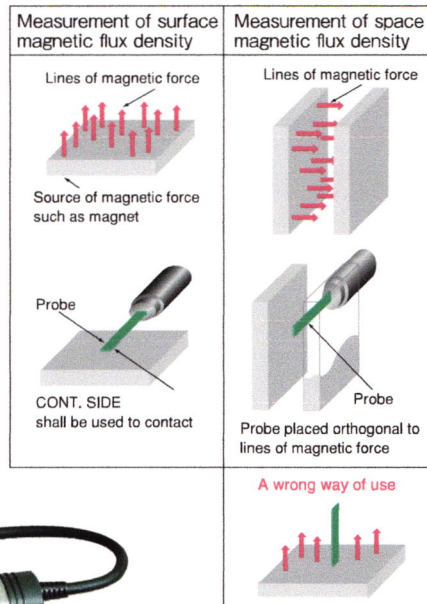 Measurement of surface
magnetic flux density
Lines of magnetic force
Source of magnetic force
such as magnet
Probe
CONT. SIDE
shall be used to contact
Measurement of space
magnetic flux density
Lines of magnetic force
Probe
Probe placed orthogonal to
lines of magnetic force
A wrong way of use